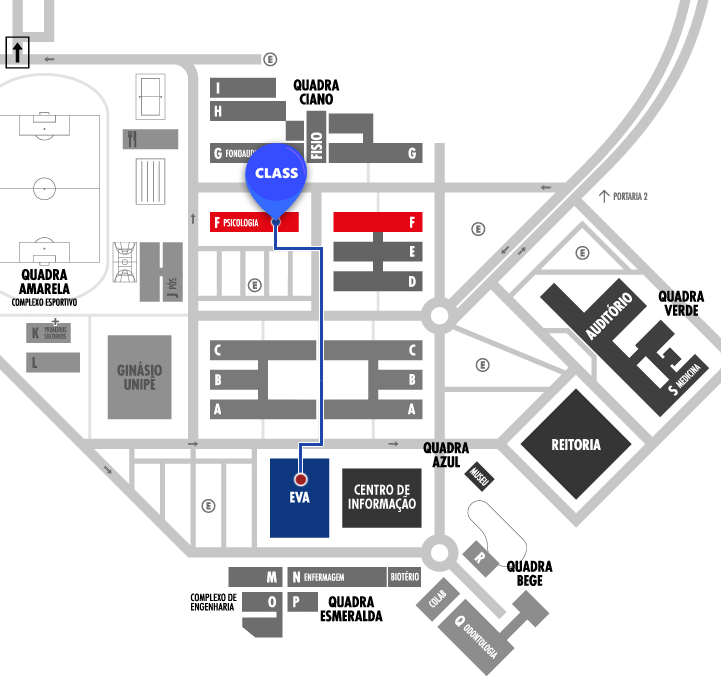 E
I
QUADRA
CIANO
H
FISIO
G FONOAUD
G
CLASS
PORTARIA 2
F PSICOLOGIA
F
E
E
E
QUADRA
AMARELA
COMPLEXO ESPORTIVO
J PÓS
E
D
QUADRA
VERDE
AUDITÓRIO
K PRIMEIROS
SOCORROS
L
GINÁSIO
UNIPÊ
C
C
B
B
A
A
E
S MEDICINA
REITORIA
QUADRA
AZUL
MUSEU
EVA
CENTRO DE
INFORMAÇÃO
E
R
QUADRA
BEGE
M
N ENFERMAGEM
BIOTÉRIO
COMPLEXO DE
ENGENHARIA
O
P
QUADRA
ESMERALDA
COLAB
Q ODONTOLOGIA